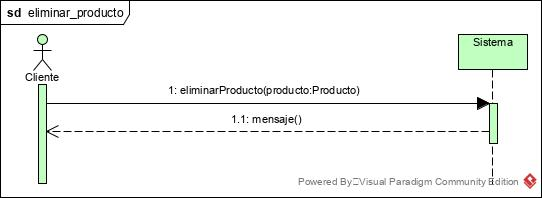 sd eliminar_producto
Cliente
Sistema
1: eliminarProducto(producto:Producto)
1.1: mensaje()
Powered By Visual Paradigm Community Edition